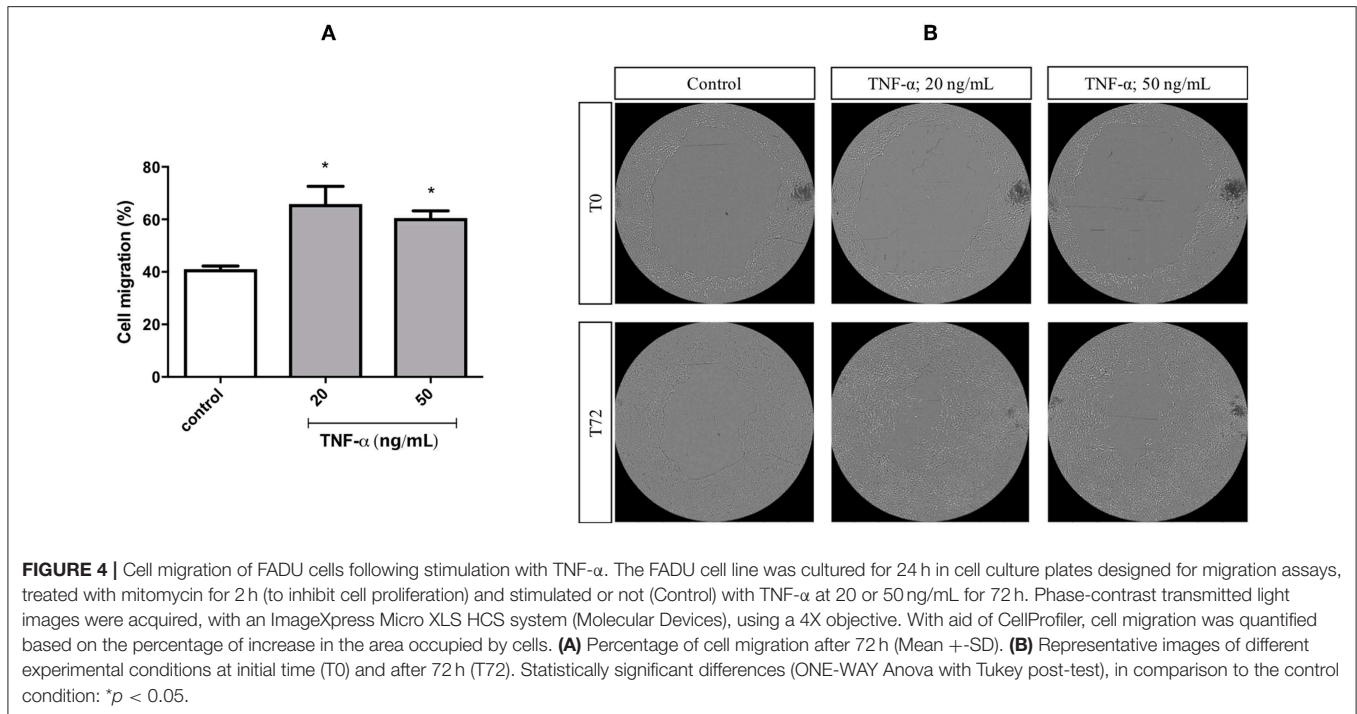 A
B
Control
TNF-α; 20 ng/mL
TNF-α; 50 ng/mL
T0
T72
Cell migration (%)
80
60
40
20
0
*
*
control
20
50
TNF-α (ng/mL)
FIGURE 4 | Cell migration of FADU cells following stimulation with TNF-α. The FADU cell line was cultured for 24 h in cell culture plates designed for migration assays,
treated with mitomycin for 2 h (to inhibit cell proliferation) and stimulated or not (Control) with TNF-α at 20 or 50 ng/mL for 72 h. Phase-contrast transmitted light
images were acquired, with an ImageXpress Micro XLS HCS system (Molecular Devices), using a 4X objective. With aid of CellProfiler, cell migration was quantified
based on the percentage of increase in the area occupied by cells. (A) Percentage of cell migration after 72 h (Mean +-SD). (B) Representative images of different
experimental conditions at initial time (T0) and after 72 h (T72). Statistically significant differences (ONE-WAY Anova with Tukey post-test), in comparison to the control
condition: *p < 0.05.